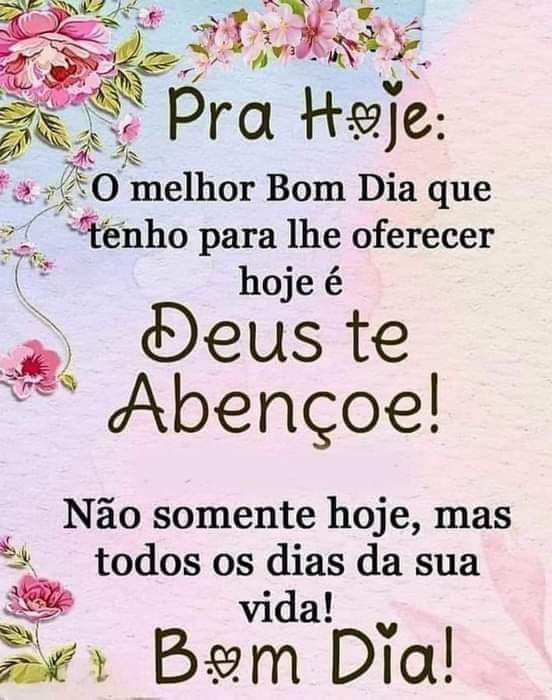 Pra Hoje:
O melhor Bom Dia que
tenho para lhe oferecer
hoje é
Deus te
Abençoe!
Não somente hoje, mas
todos os dias da sua
vida!
Bom Dia!